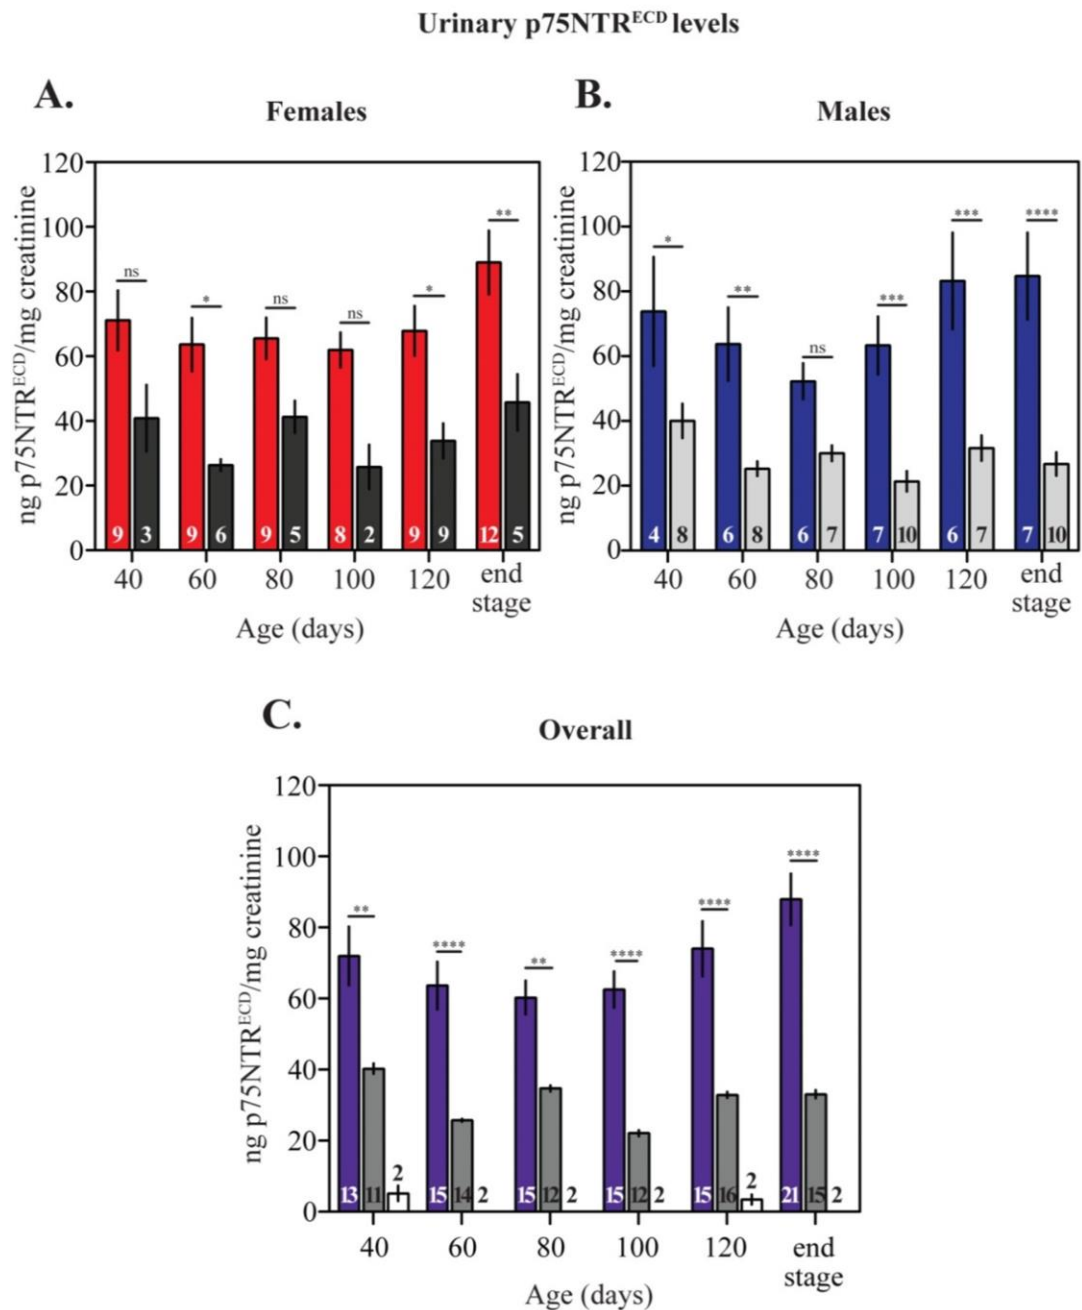 Urinary p75NTR^ECD levels
A.
Females
120
100
80
60
40
20
0
ng p75NTR^ECD/mg creatinine
ns
*
ns
ns
*
**
9 3 9 6 9 5 8 2 9 9 12 5
40 60 80 100 120 end
stage
Age (days)
B.
Males
120
100
80
60
40
20
0
ng p75NTR^ECD/mg creatinine
*
**
ns
***
***
****
4 8 6 8 6 7 7 10 6 7 7 10
40 60 80 100 120 end
stage
Age (days)
C.
Overall
120
100
80
60
40
20
0
ng p75NTR^ECD/mg creatinine
**
****
**
****
****
****
13 11 2 15 14 2 15 12 2 15 12 2 15 16 2 21 15 2
40 60 80 100 120 end
stage
Age (days)